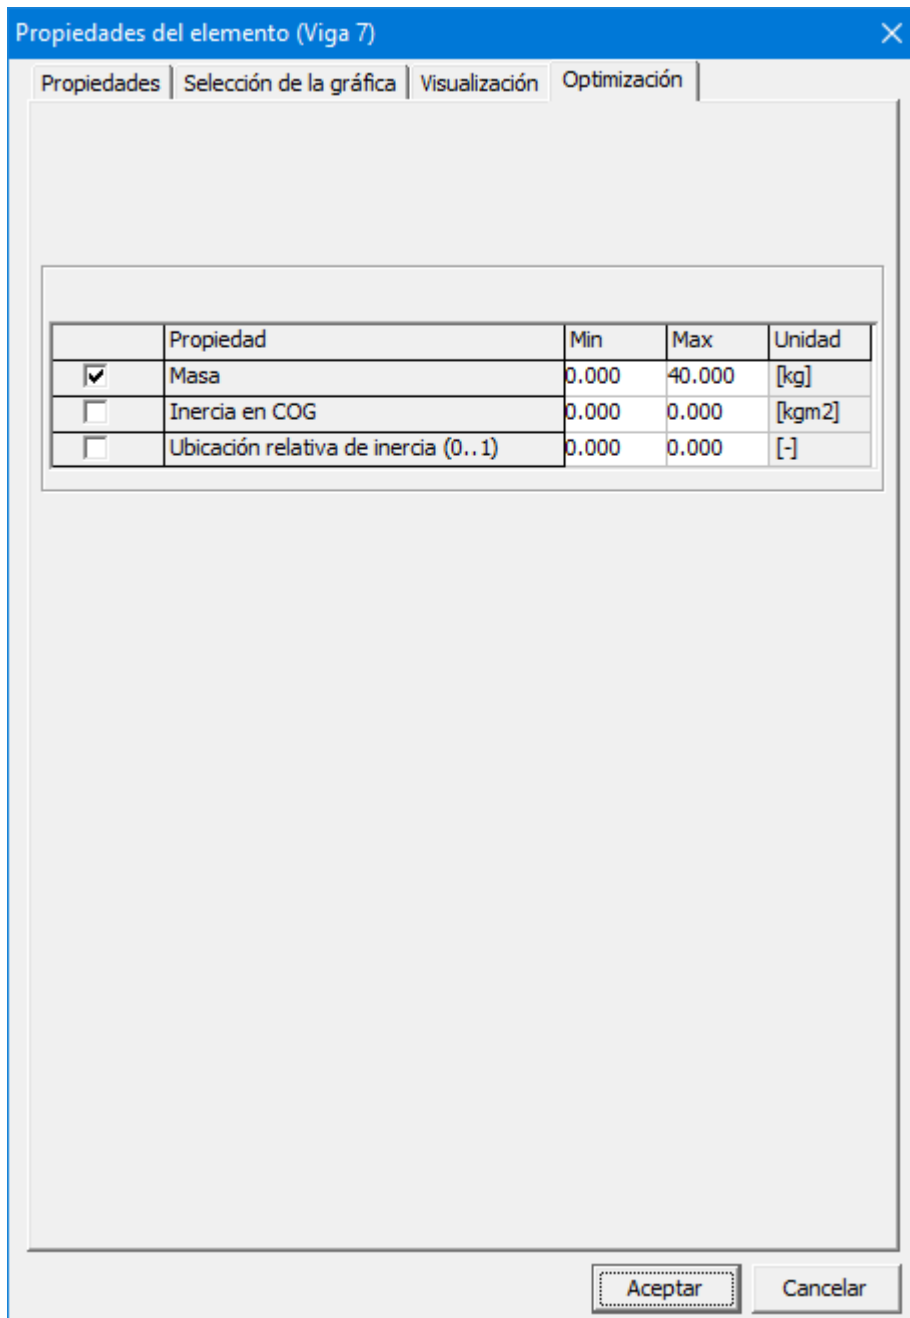 Propiedades del elemento (Viga 7)
Propiedades Selección de la gráfica Visualización Optimización
Propiedad Min Max Unidad
Masa 0.000 40.000 [kg]
Inercia en COG 0.000 0.000 [kgm2]
Ubicación relativa de inercia (0..1) 0.000 0.000 [-]
Aceptar Cancelar